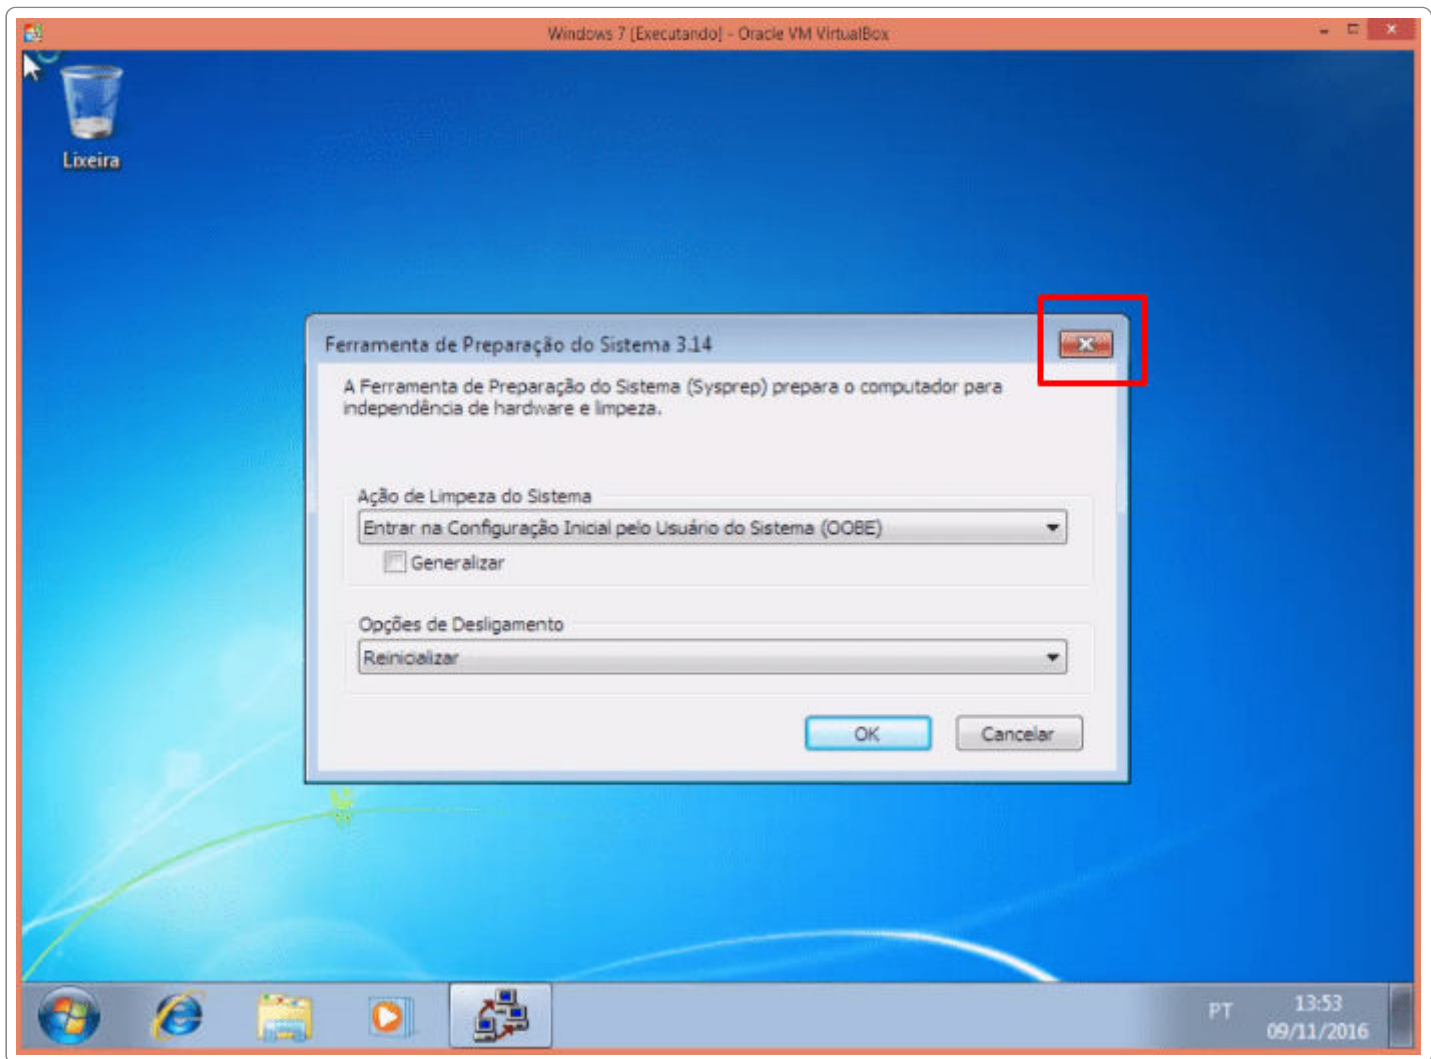 Windows 7 [Executando] - Oracle VM VirtualBox
Lixeira
Ferramenta de Preparação do Sistema 3.14
A Ferramenta de Preparação do Sistema (Sysprep) prepara o computador para
independência de hardware e limpeza.
Ação de Limpeza do Sistema
Entrar na Configuração Inicial pelo Usuário do Sistema (OOBE)
Generalizar
Opções de Desligamento
Reinicializar
OK
Cancelar
PT
13:53
09/11/2016